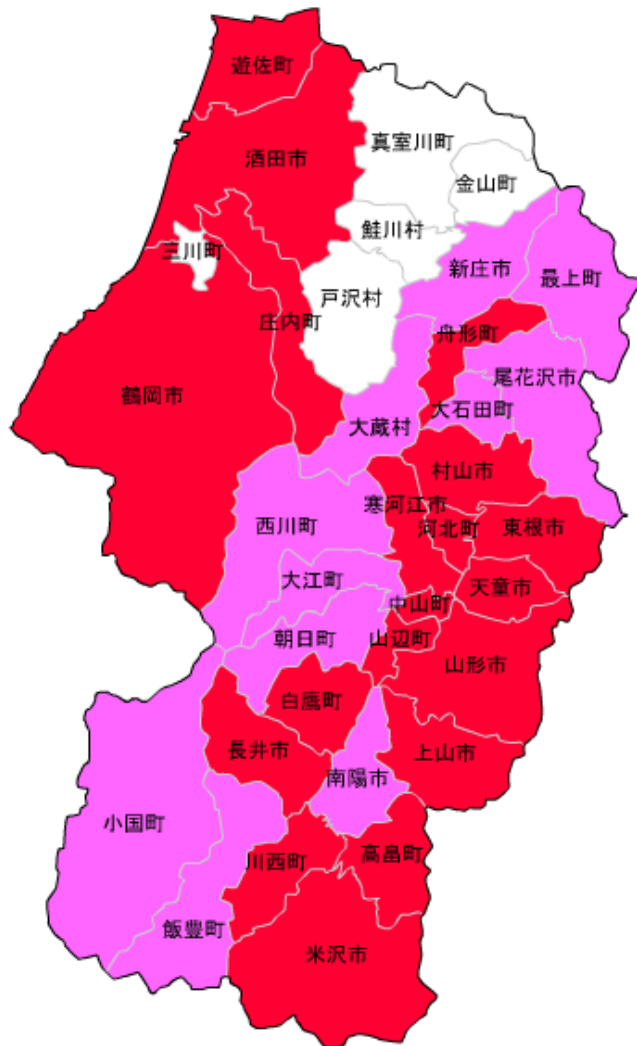 遊佐町
酒田市
真室川町
金山町
鮭川村
三川町
新庄市
最上町
戸沢村
庄内町
舟形町
尾花沢市
鶴岡市
大石田町
大蔵村
村山市
寒河江市
西川町
河北町
東根市
大江町
天童市
中山町
朝日町
山辺町
山形市
白鷹町
長井市
上山市
南陽市
小国町
高畠町
川西町
飯豊町
米沢市